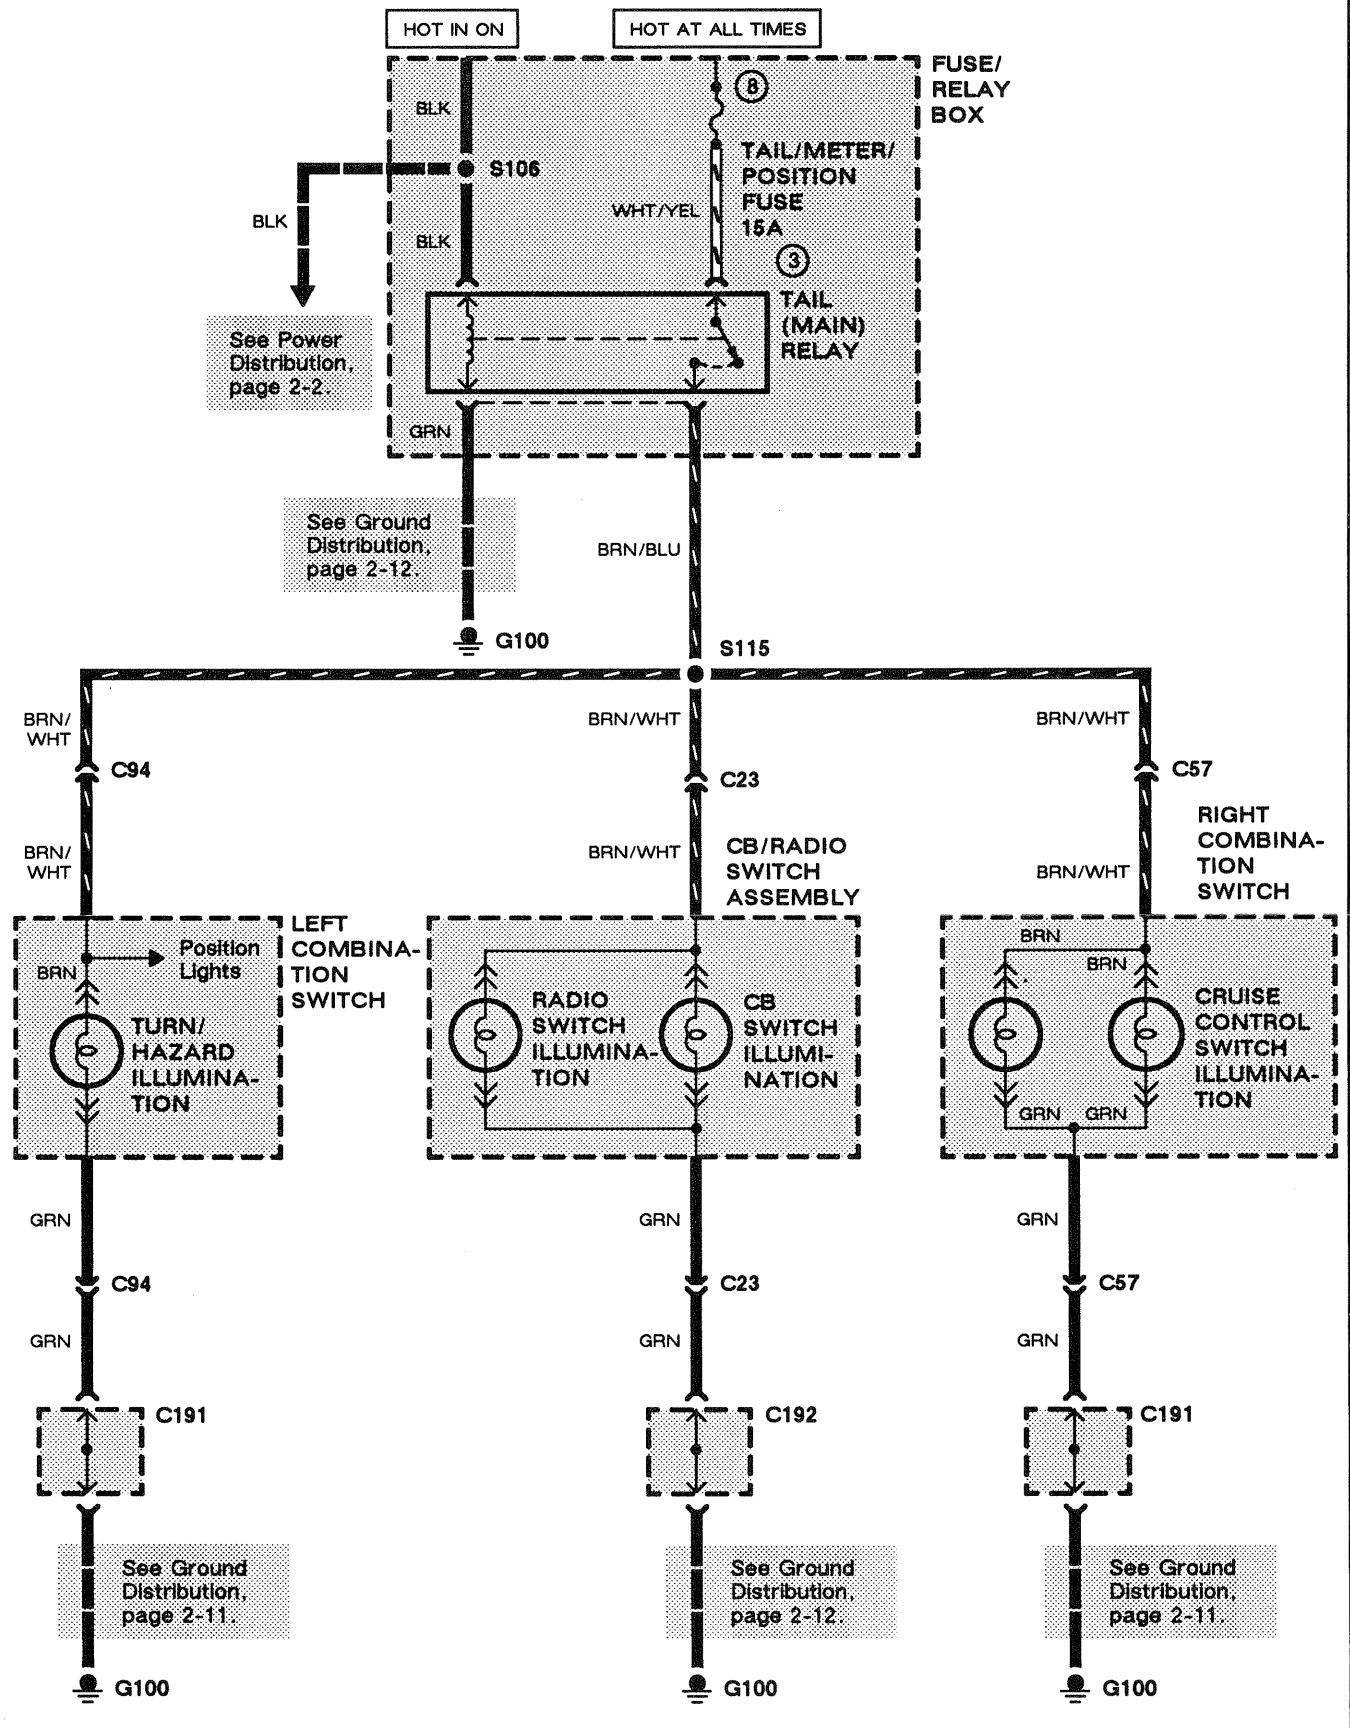 HOT IN ON
HOT AT ALL TIMES
FUSE/
RELAY
BOX
8
BLK
TAIL/METER/
POSITION
FUSE
15A
S106
WHT/YEL
BLK
BLK
3
TAIL
(MAIN)
RELAY
See Power
Distribution,
page 2-2.
GRN
See Ground
Distribution,
page 2-12.
BRN/BLU
G100
S115
BRN/
WHT
BRN/WHT
BRN/WHT
C94
C23
C57
RIGHT
COMBINA-
TION
SWITCH
BRN/
WHT
BRN/WHT
CB/RADIO
SWITCH
ASSEMBLY
BRN/WHT
LEFT
COMBINA-
TION
SWITCH
Position
Lights
BRN
TURN/
HAZARD
ILLUMINA-
TION
RADIO
SWITCH
ILLUMINA-
TION
CB
SWITCH
ILLUMI-
NATION
BRN
BRN
CRUISE
CONTROL
SWITCH
ILLUMINA-
TION
GRN
GRN
GRN
GRN
GRN
C94
C23
C57
GRN
GRN
GRN
C191
C192
C191
See Ground
Distribution,
page 2-11.
See Ground
Distribution,
page 2-12.
See Ground
Distribution,
page 2-11.
G100
G100
G100